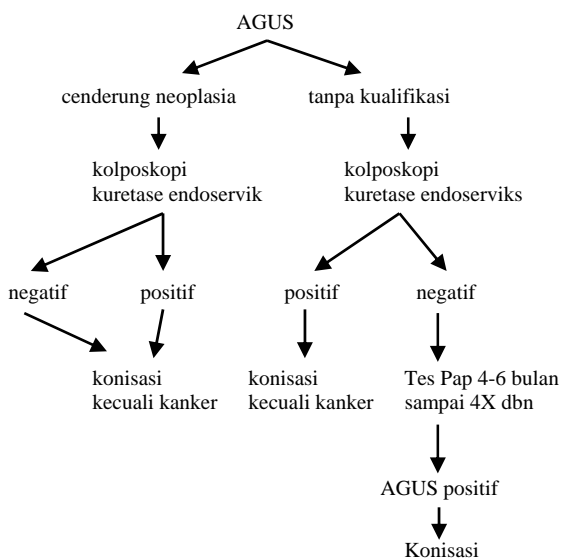 AGUS
cenderung neoplasia
tanpa kualifikasi
kolposkopi
kuretase endoservik
kolposkopi
kuretase endoserviks
negatif
positif
positif
negatif
konisasi
kecuali kanker
konisasi
kecuali kanker
Tes Pap 4-6 bulan
sampai 4X dbn
AGUS positif
Konisasi